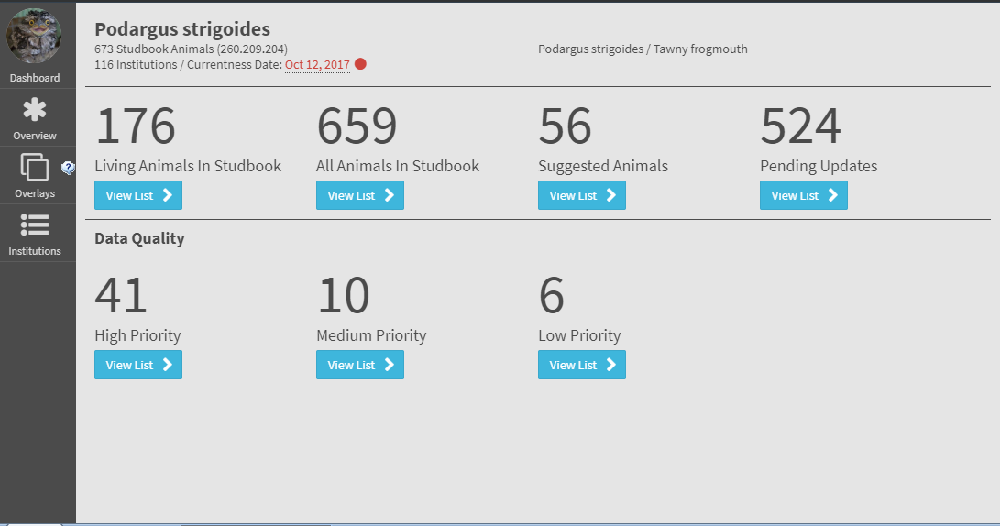 Podargus strigoides
673 Studbook Animals (260.209.204)
Podargus strigoides / Tawny frogmouth
116 Institutions / Currentness Date: Oct 12, 2017
Dashboard
Overview
?
Overlays
Institutions
176
659
56
524
Living Animals In Studbook
All Animals In Studbook
Suggested Animals
Pending Updates
View List
View List
View List
View List
Data Quality
41
10
6
High Priority
Medium Priority
Low Priority
View List
View List
View List